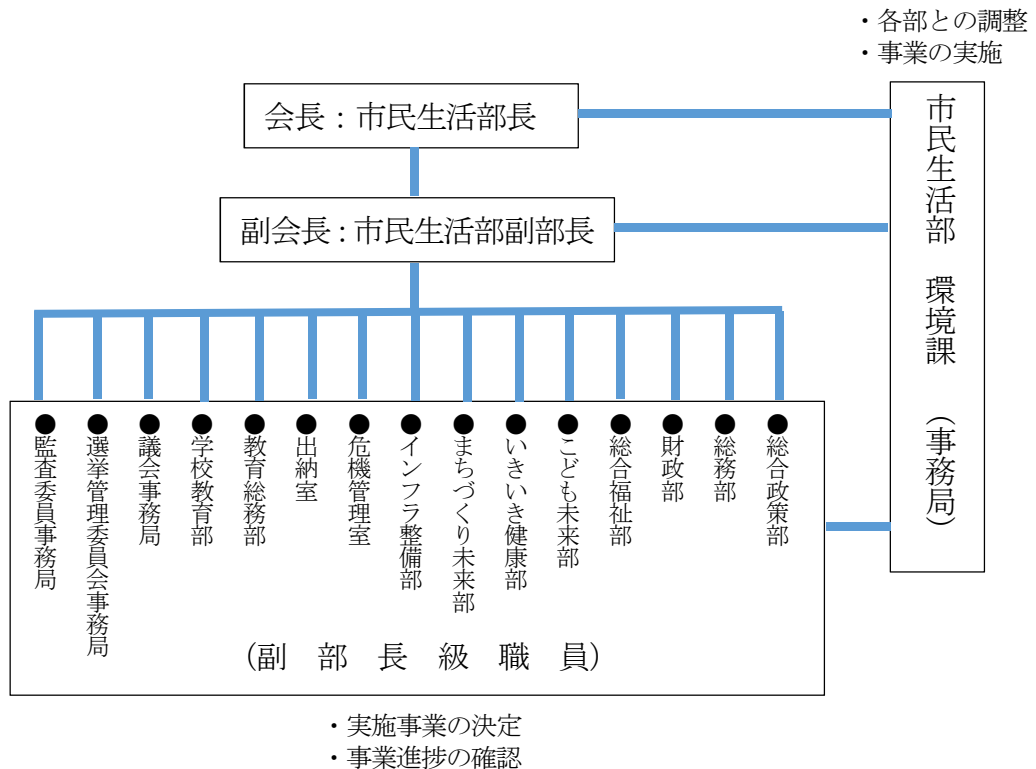 ・各部との調整
・事業の実施
会長：市民生活部長
副会長：市民生活部副部長
市民生活部　環境課　（事務局）
●総合政策部
●総務部
●財政部
●総合福祉部
●こども未来部
●いきいき健康部
●まちづくり未来部
●インフラ整備部
●危機管理室
●出納室
●教育総務部
●学校教育部
●議会事務局
●選挙管理委員会事務局
●監査委員事務局
（副　部　長　級　職　員）
・実施事業の決定
・事業進捗の確認